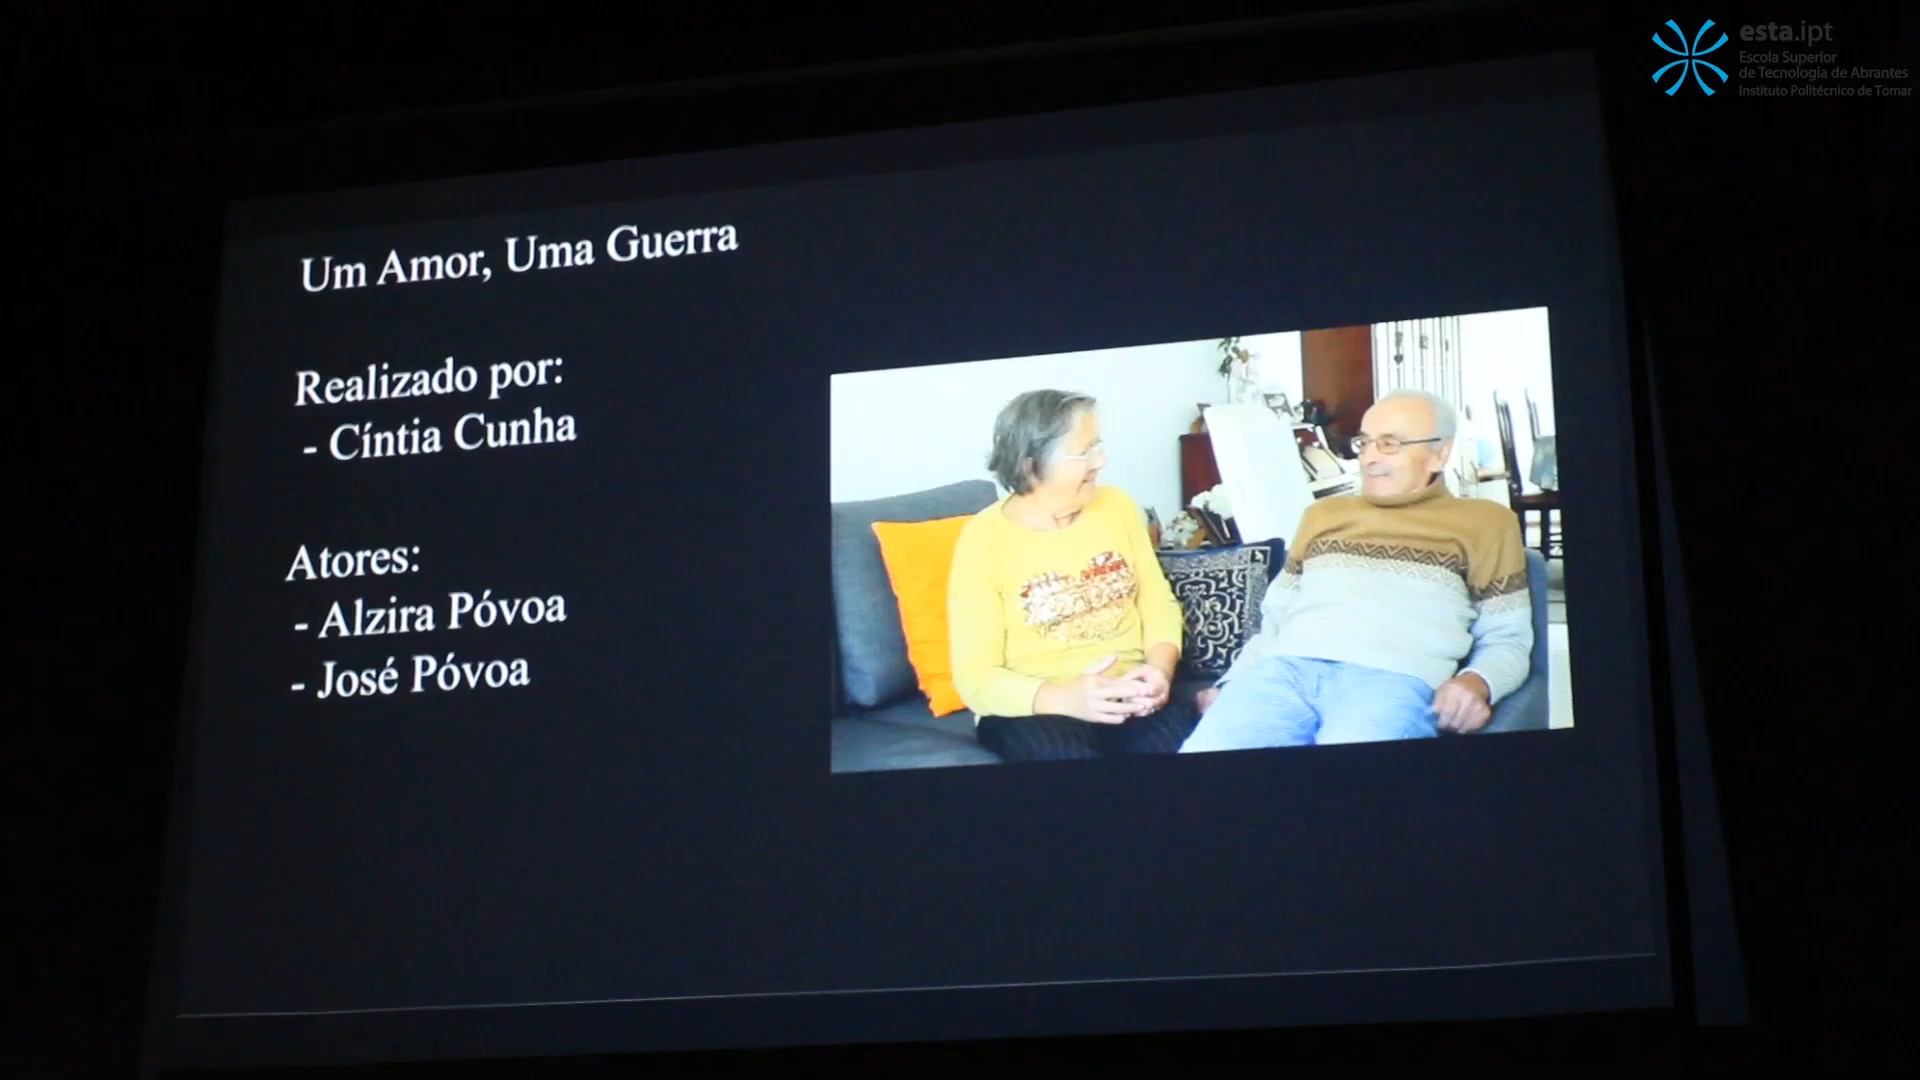 esta.ipt
Escola Superior
de Tecnologia de Abrantes
Instituto Politécnico de Tomar
Um Amor, Uma Guerra
Realizado por:
- Cíntia Cunha
Atores:
- Alzira Póvoa
- José Póvoa